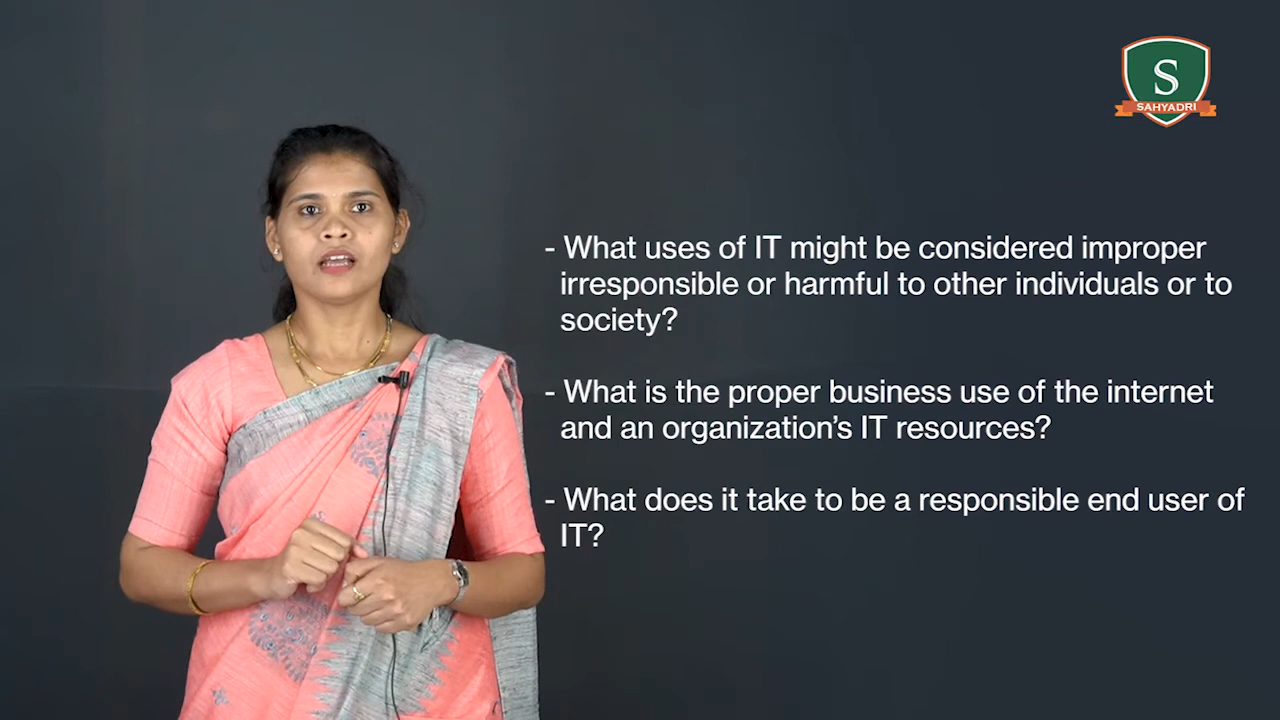 S
SAHYADRI
- What uses of IT might be considered improper
irresponsible or harmful to other individuals or to
society?
- What is the proper business use of the internet
and an organization’s IT resources?
- What does it take to be a responsible end user of
IT?